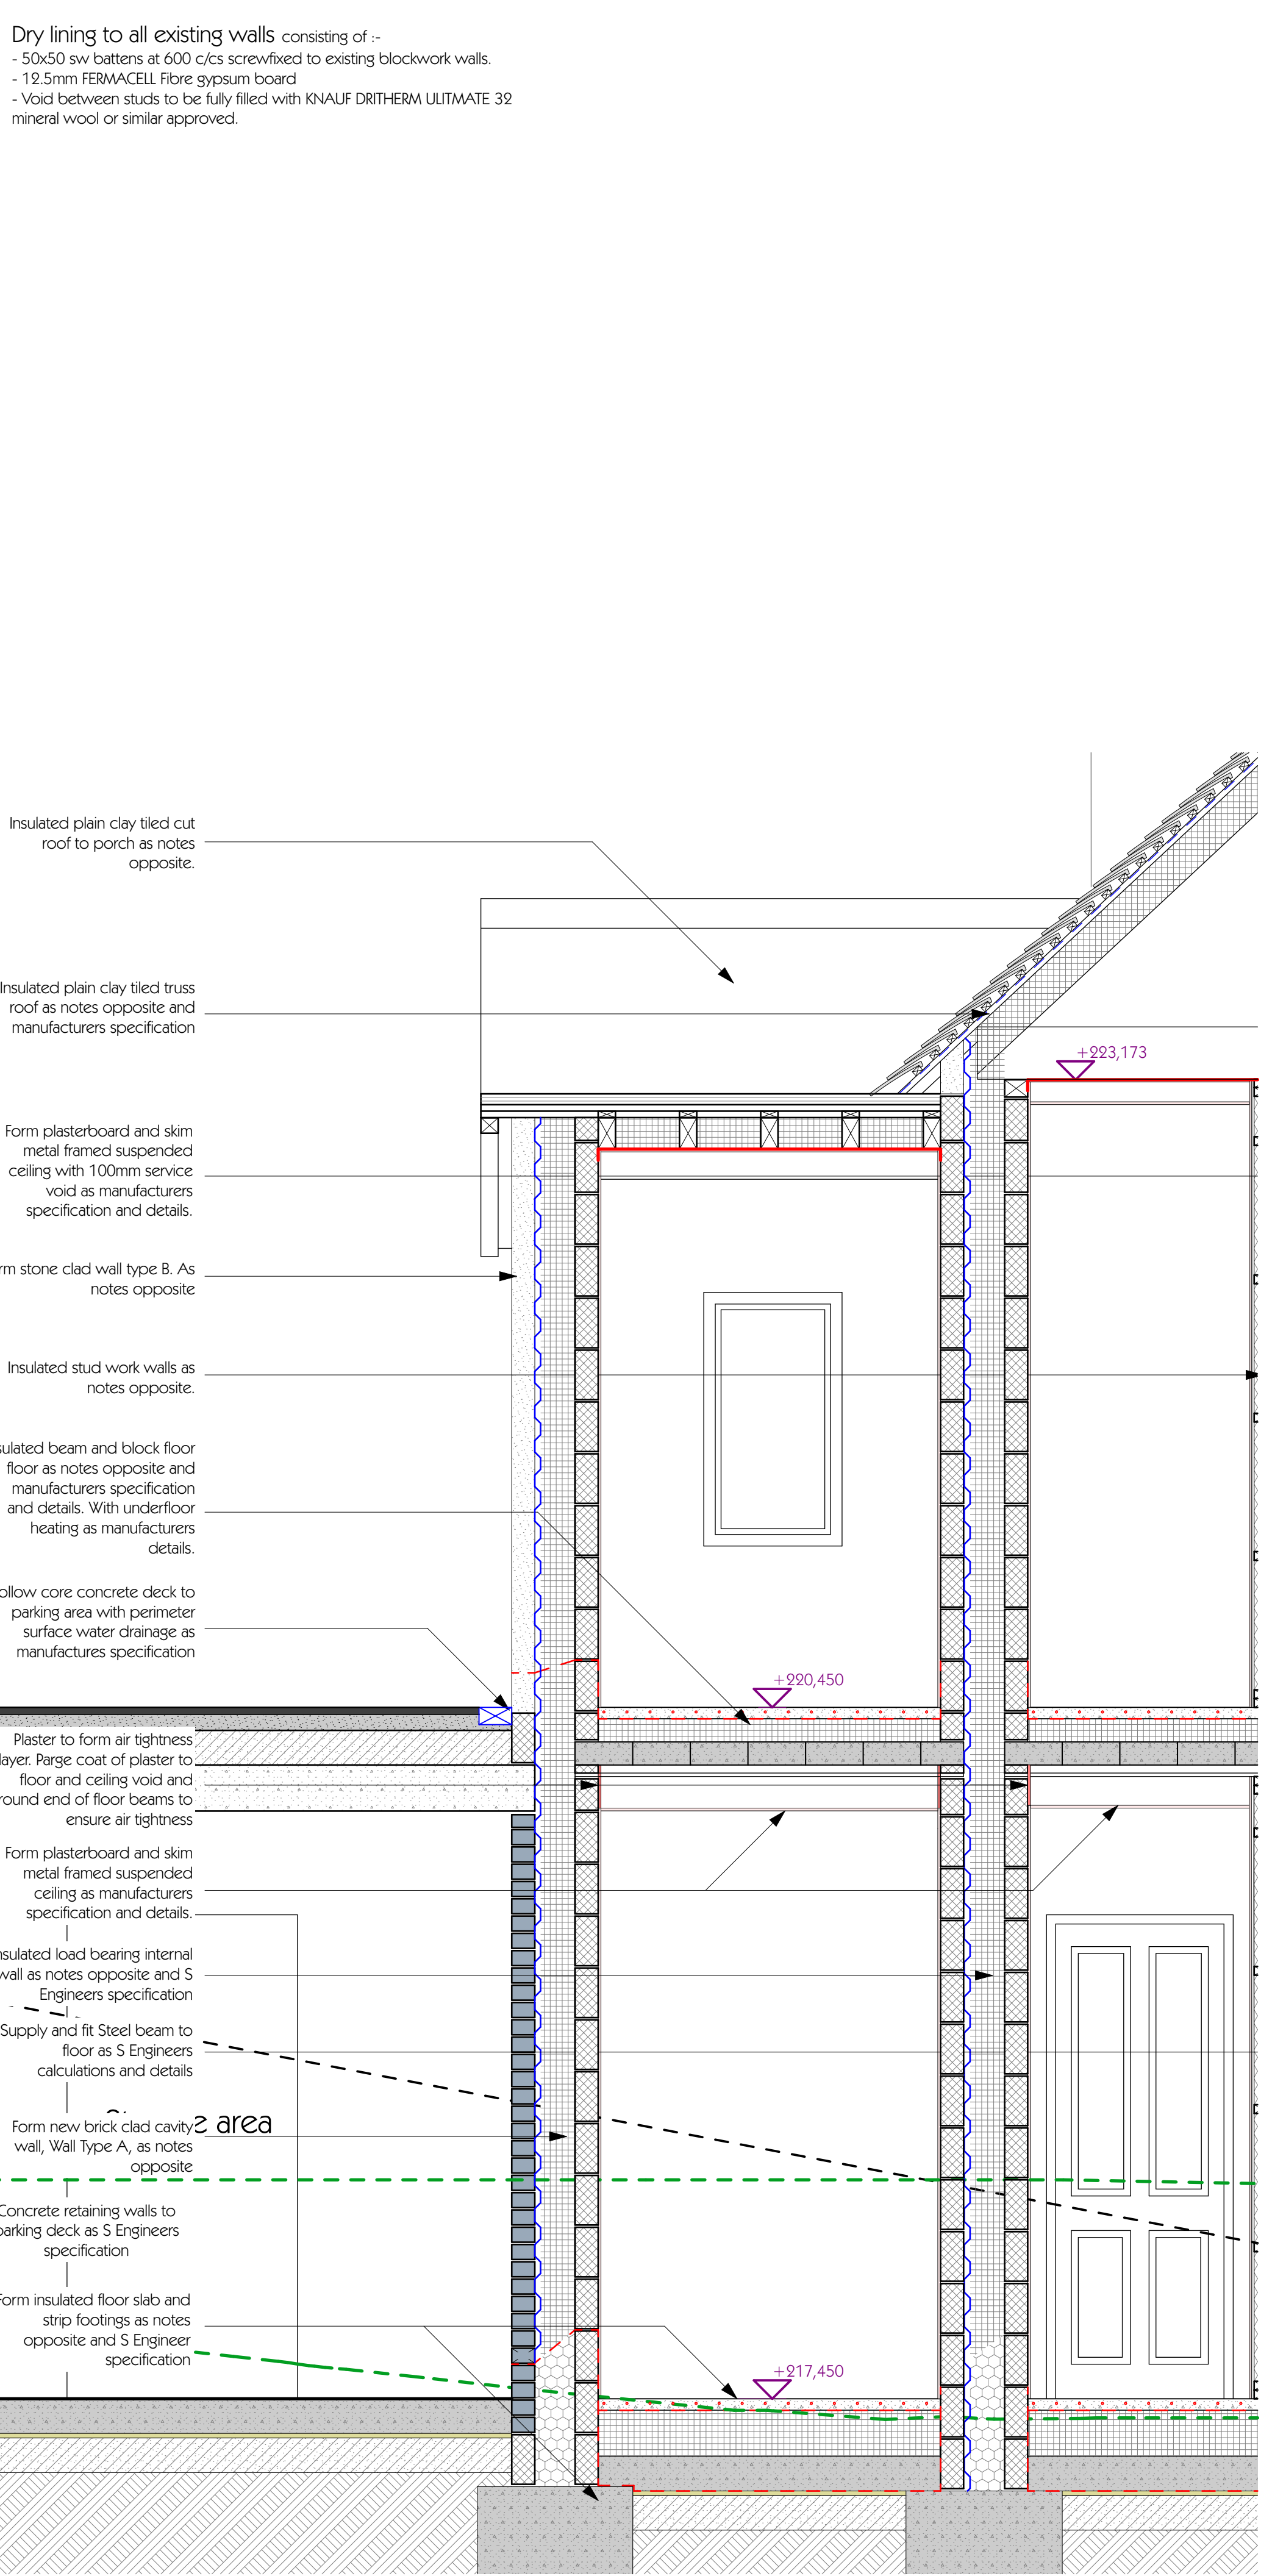 Dry lining to all existing walls consisting of :-
- 50x50 sw battens at 600 c/cs screwfixed to existing blockwork walls.
- 12.5mm FERMACELL Fibre gypsum board
- Void between studs to be fully filled with KNAUF DRITHERM ULITMATE 32
mineral wool or similar approved.
Insulated plain clay tiled cut
roof to porch as notes
opposite.
Insulated plain clay tiled truss
roof as notes opposite and
manufacturers specification
+223,173
Form plasterboard and skim
metal framed suspended
ceiling with 100mm service
void as manufacturers
specification and details.
rm stone clad wall type B. As
notes opposite
Insulated stud work walls as
notes opposite.
sulated beam and block floor
floor as notes opposite and
manufacturers specification
and details. With underfloor
heating as manufacturers
details.
ollow core concrete deck to
parking area with perimeter
surface water drainage as
manufactures specification
+220,450
Plaster to form air tightness
layer. Parge coat of plaster to
floor and ceiling void and
round end of floor beams to
ensure air tightness
Form plasterboard and skim
metal framed suspended
ceiling as manufacturers
specification and details.
nsulated load bearing internal
wall as notes opposite and S
Engineers specification
Supply and fit Steel beam to
floor as S Engineers
calculations and details
area
Form new brick clad cavity
wall, Wall Type A, as notes
opposite
Concrete retaining walls to
parking deck as S Engineers
specification
Form insulated floor slab and
strip footings as notes
opposite and S Engineer
specification
+217,450